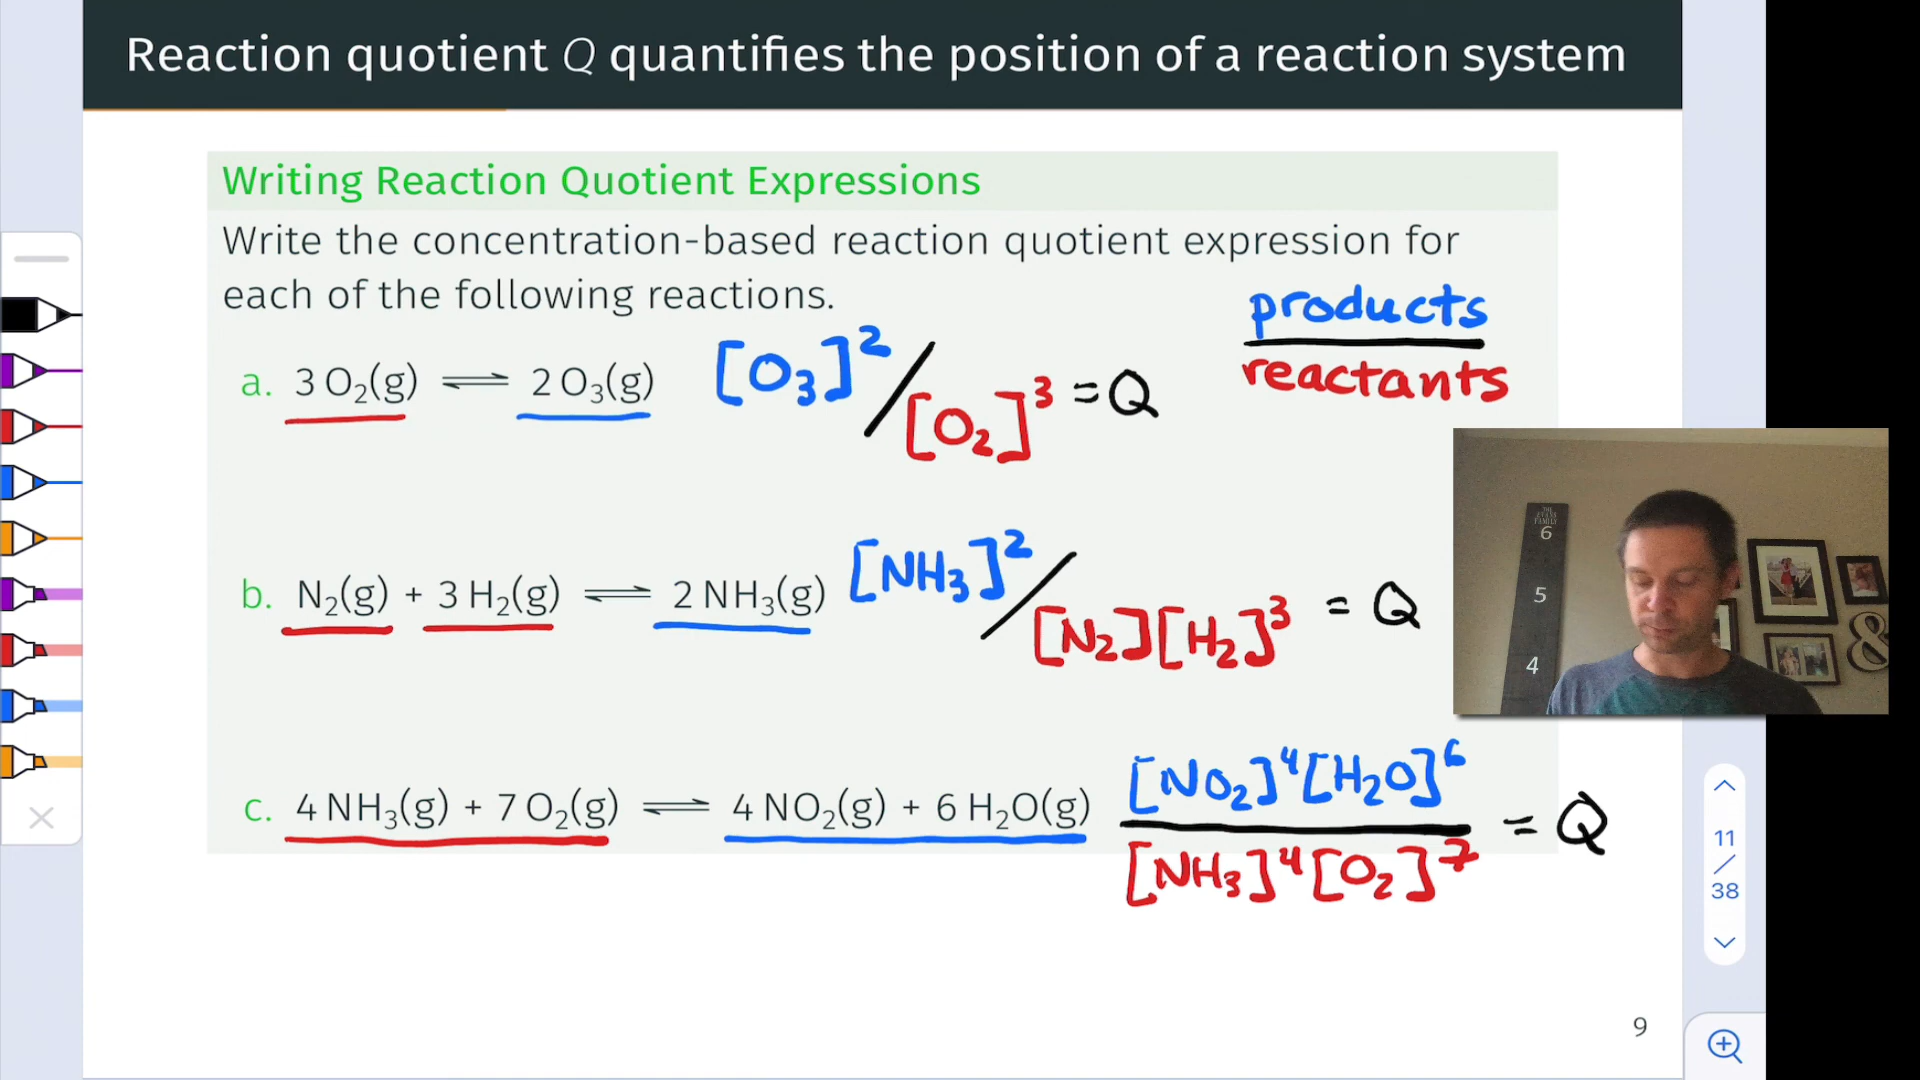 Reaction quotient Q quantifies the position of a reaction system
Writing Reaction Quotient Expressions
Write the concentration-based reaction quotient expression for
each of the following reactions.
products
reactants
a. 3 O₂(g) ⇌ 2 O₃(g) [O₃]² / [O₂]³ = Q
b. N₂(g) + 3 H₂(g) ⇌ 2 NH₃(g) [NH₃]² / [N₂][H₂]³ = Q
c. 4 NH₃(g) + 7 O₂(g) ⇌ 4 NO₂(g) + 6 H₂O(g) [NO₂]⁴[H₂O]⁶
[NH₃]⁴[O₂]⁷ = Q
THE
EVANS
FAMILY
6
5
4
&
11
/
38
9